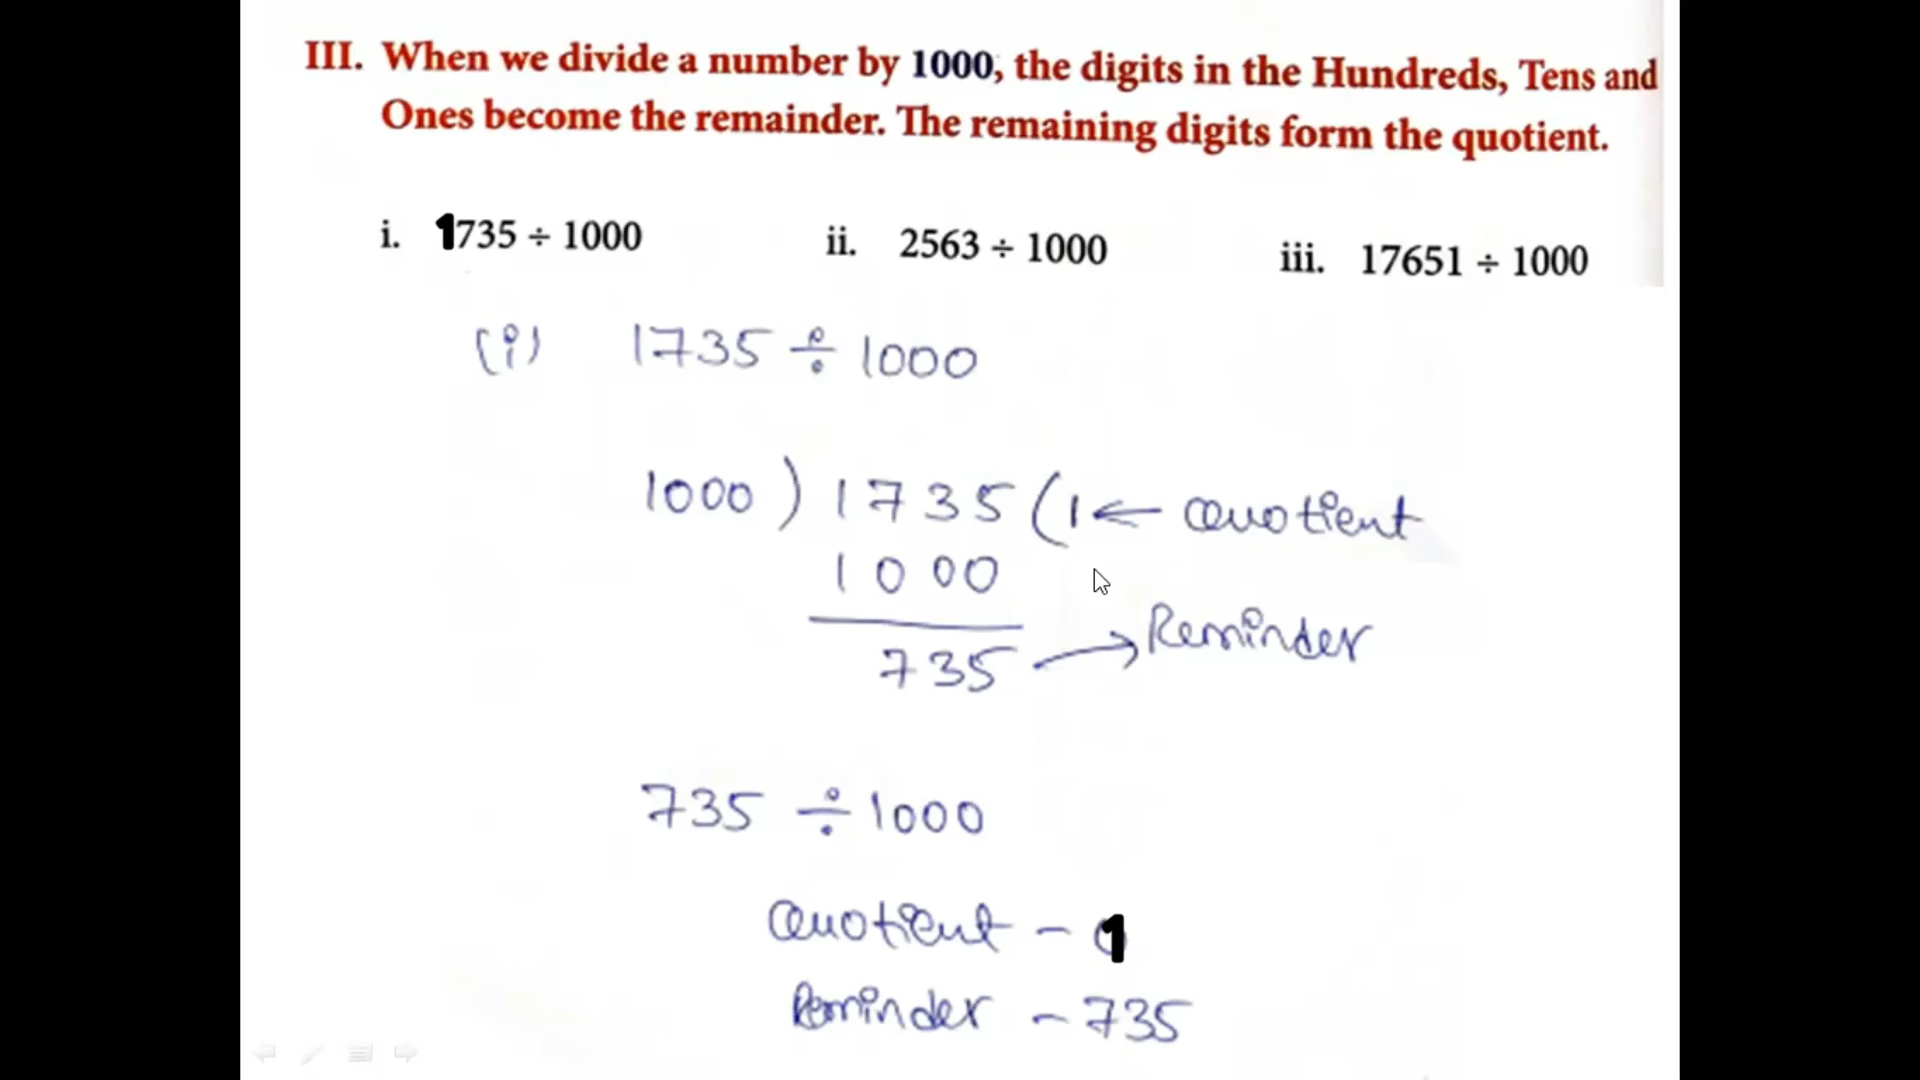 III. When we divide a number by 1000, the digits in the Hundreds, Tens and
Ones become the remainder. The remaining digits form the quotient.
i. 1735 ÷ 1000 ii. 2563 ÷ 1000 iii. 17651 ÷ 1000
(i) 1735 ÷ 1000
1000 ) 1735 ( 1 ← Quotient
1000
735 → Reminder
735 ÷ 1000
Quotient - 1
Reminder - 735